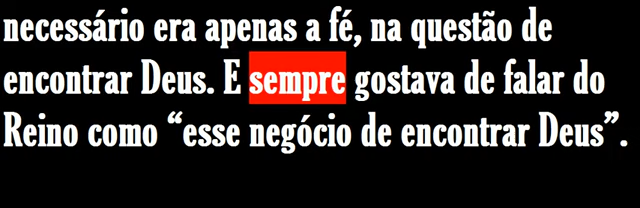 necessário era apenas a fé, na questão de
encontrar Deus. E sempre gostava de falar do
Reino como “esse negócio de encontrar Deus”.